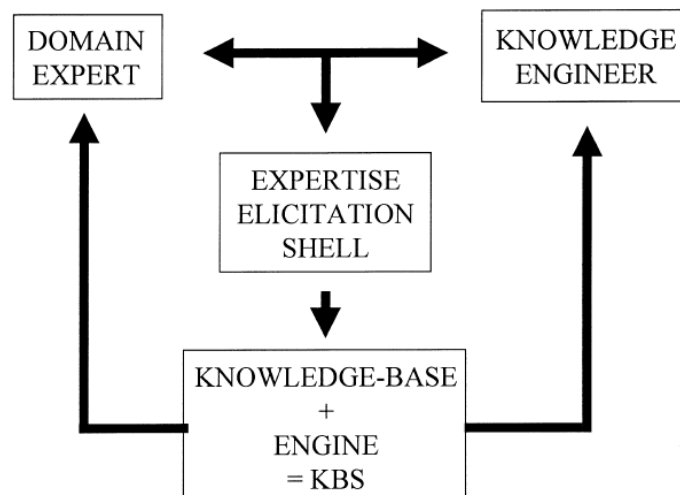 DOMAIN
EXPERT
KNOWLEDGE
ENGINEER
EXPERTISE
ELICITATION
SHELL
KNOWLEDGE-BASE
+
ENGINE
= KBS